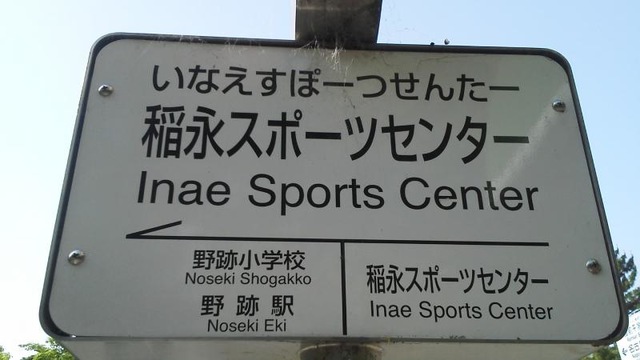 いなえすぽーつせんたー
稲永スポーツセンター
Inae Sports Center
野跡小学校
Noseki Shogakko
野跡駅
Noseki Eki
稲永スポーツセンター
Inae Sports Center